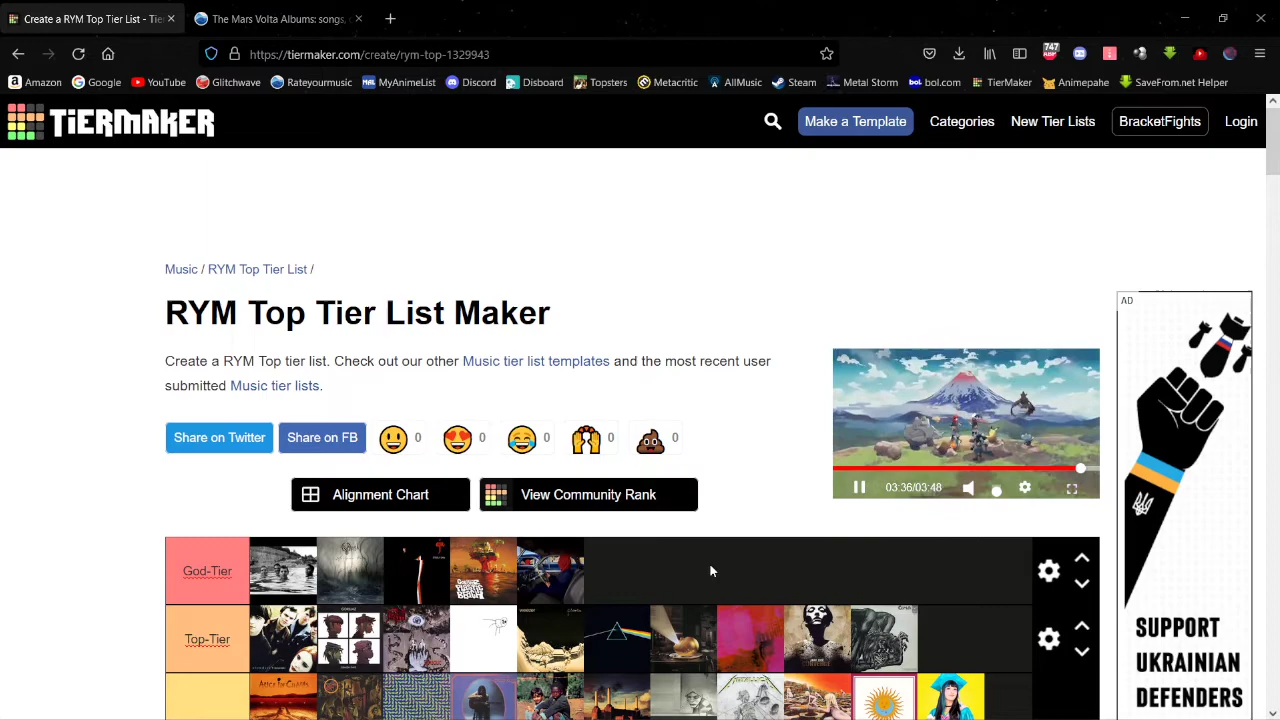 Create a RYM Top Tier List - Tie
The Mars Volta Albums: songs,
https://tiermaker.com/create/rym-top-1329943
747
Amazon Google YouTube Glitchwave Rateyourmusic MyAnimeList Discord Disboard Topsters Metacritic AllMusic Steam Metal Storm bol.com TierMaker Animepahe SaveFrom.net Helper
TiERMAKER
Make a Template Categories New Tier Lists BracketFights Login
Music / RYM Top Tier List /
AD
RYM Top Tier List Maker
Create a RYM Top tier list. Check out our other Music tier list templates and the most recent user
submitted Music tier lists.
Share on Twitter Share on FB 0 0 0 0 0
03:36/03:48
Alignment Chart View Community Rank
God-Tier
Top-Tier
SUPPORT
UKRAINIAN
DEFENDERS